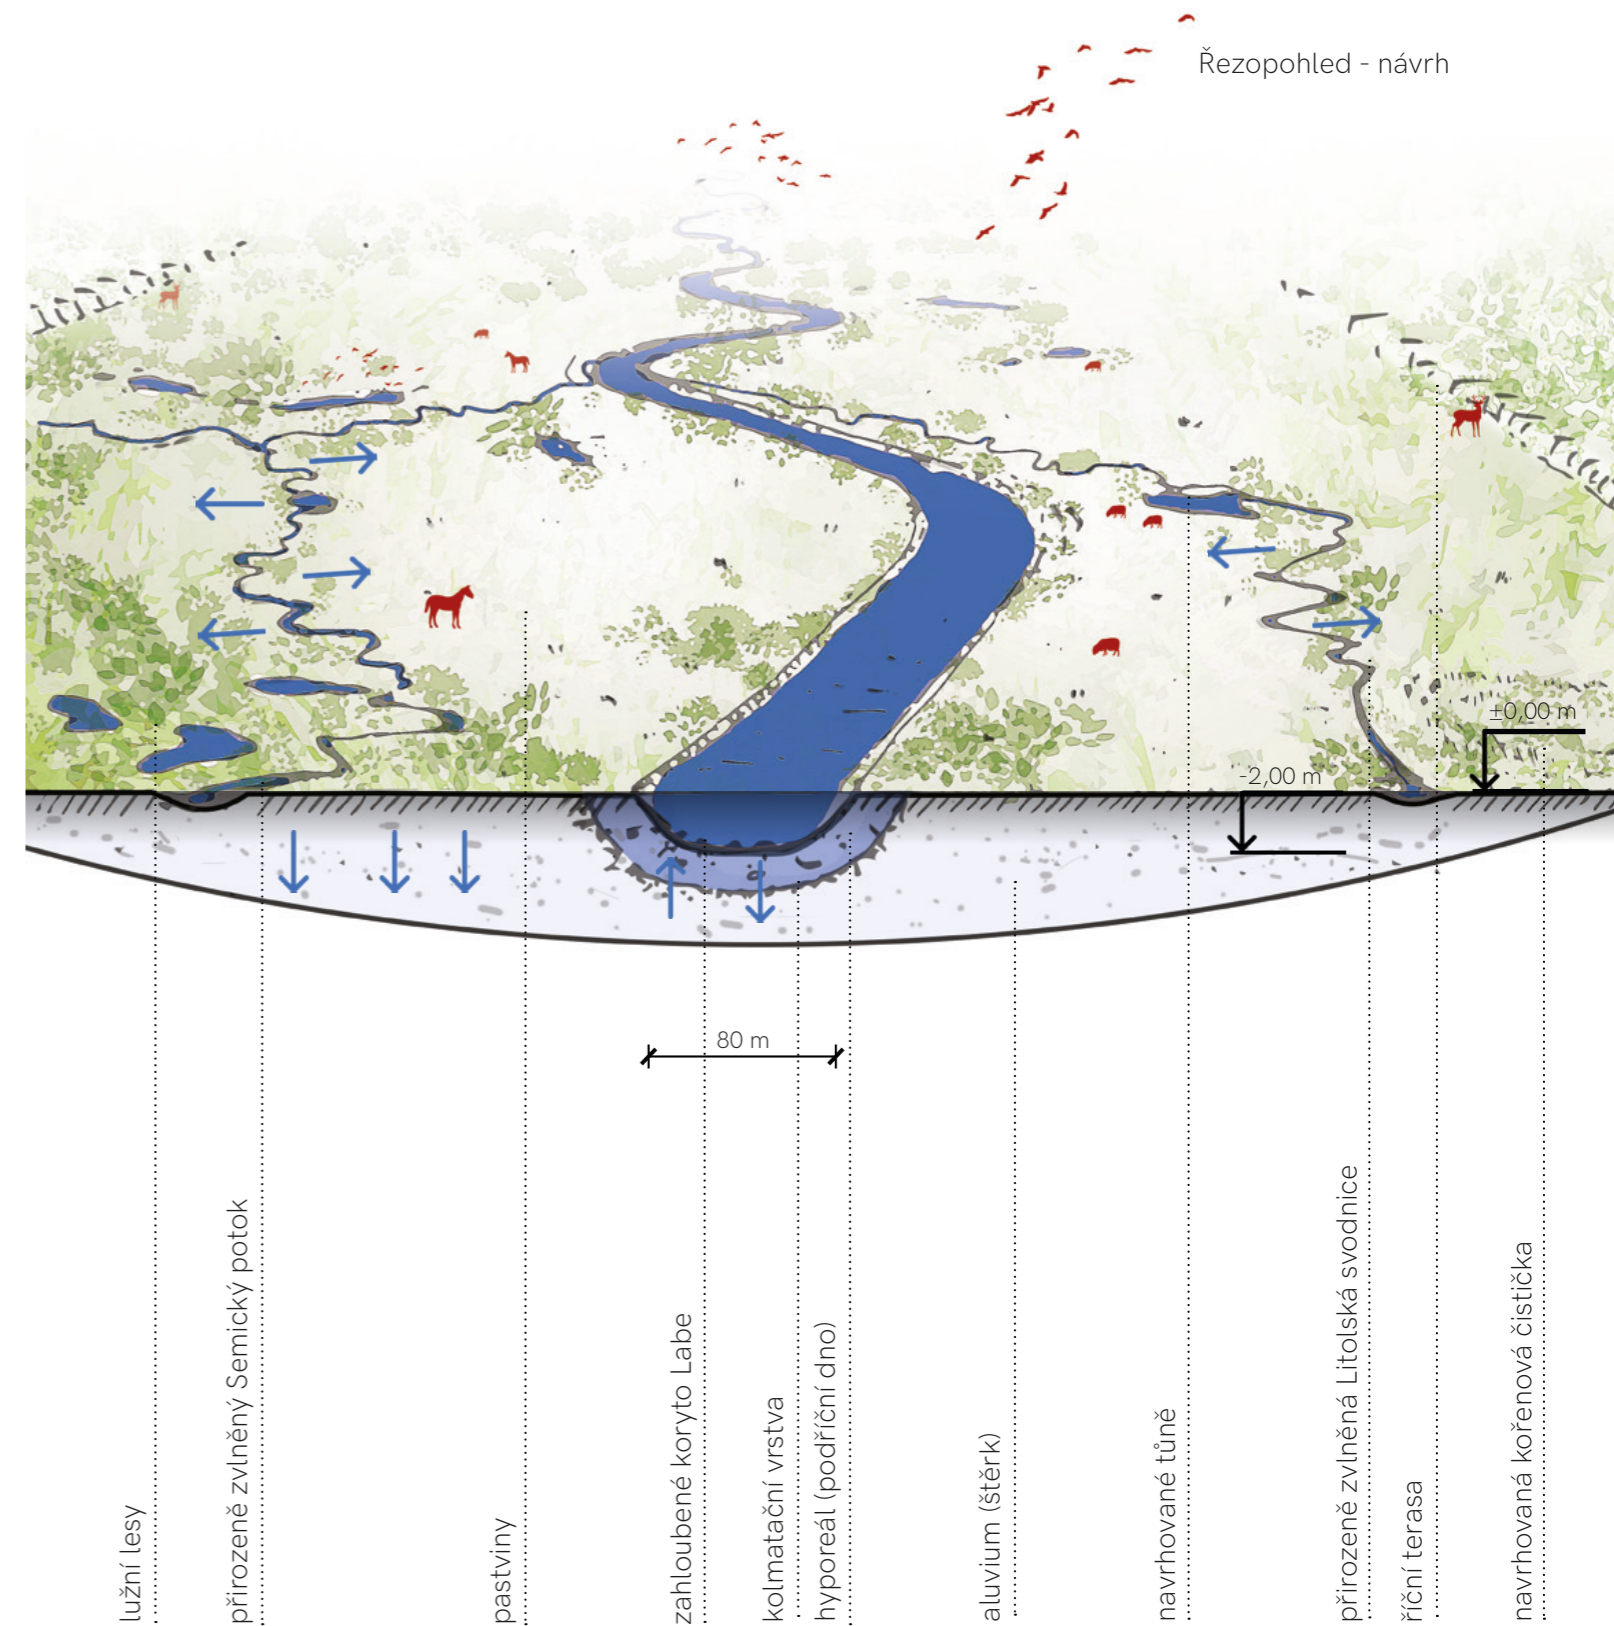 Řezopohled - návrh
±0,00 m
-2,00 m
80 m
lužní lesy
přirozeně zvlněný Semický potok
pastviny
zahloubené koryto Labe
kolmatační vrstva
hyporeál (podříční dno)
aluvium (štěrk)
navrhované tůně
přirozeně zvlněná Litolská svodnice
říční terasa
navrhovaná kořenová čistička